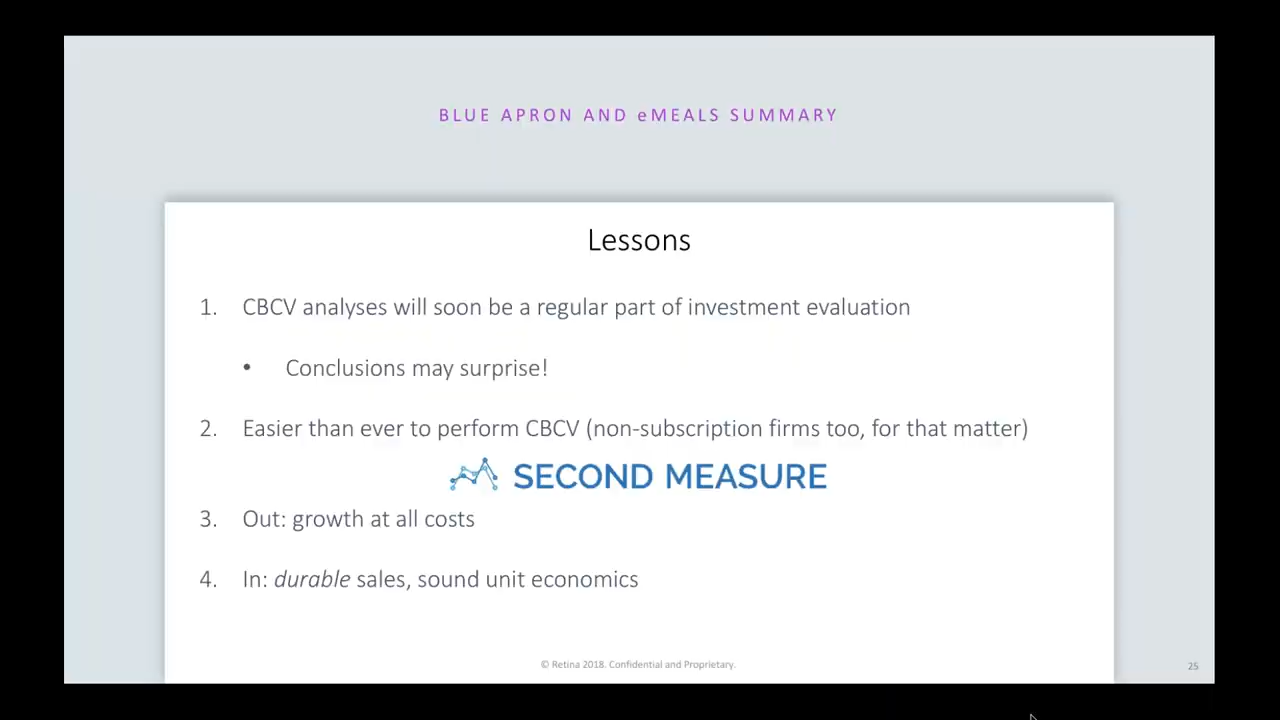 BLUE APRON AND eMEALS SUMMARY
Lessons
1. CBCV analyses will soon be a regular part of investment evaluation
• Conclusions may surprise!
2. Easier than ever to perform CBCV (non-subscription firms too, for that matter)
SECOND MEASURE
3. Out: growth at all costs
4. In: durable sales, sound unit economics
© Retina 2018. Confidential and Proprietary.
25